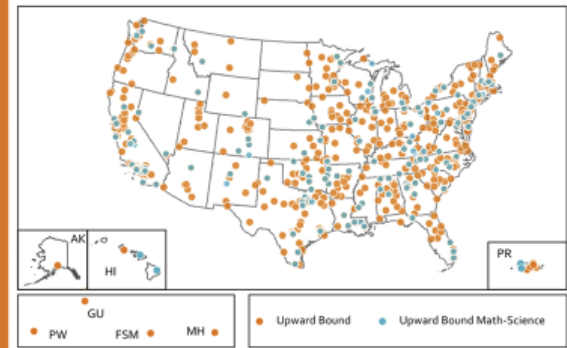 AK
HI
PR
GU
PW
FSM
MH
Upward Bound
Upward Bound Math-Science